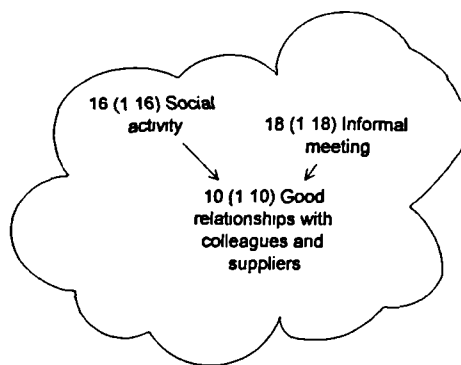 16 (1 16) Social
activity
18 (1 18) Informal
meeting
10 (1 10) Good
relationships with
colleagues and
suppliers